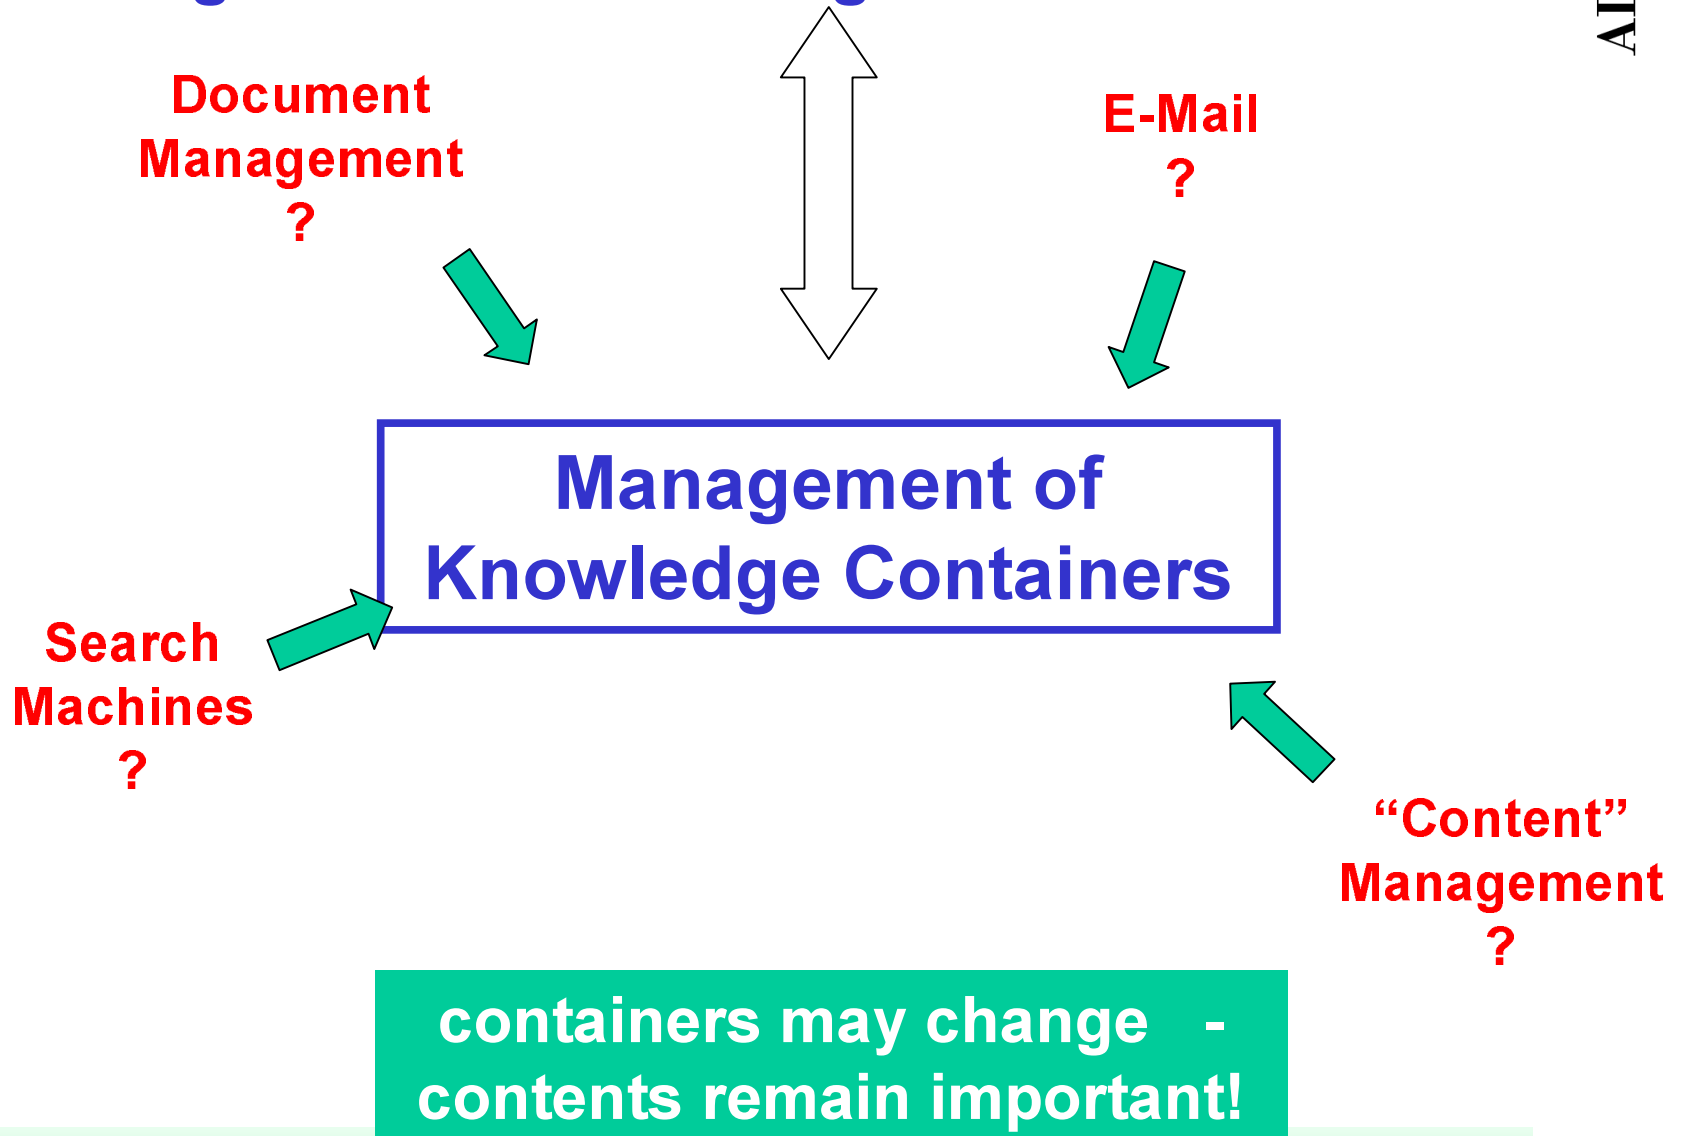 Document
Management
?
E-Mail
?
Management of
Knowledge Containers
Search
Machines
?
“Content”
Management
?
containers may change -
contents remain important!